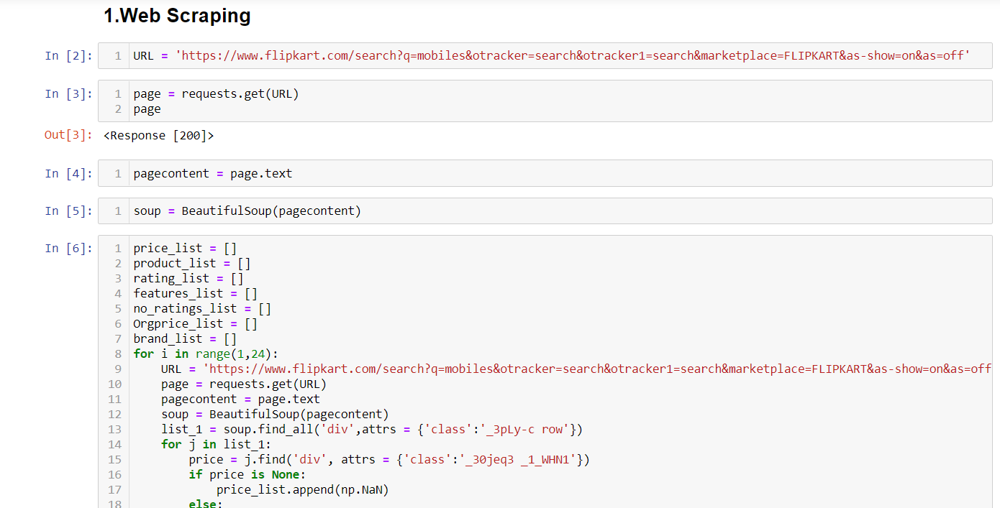 1.Web Scraping
In [2]: 1 URL = 'https://www.flipkart.com/search?q=mobiles&otracker=search&otracker1=search&marketplace=FLIPKART&as-show=on&as=off'
In [3]: 1 page = requests.get(URL)
2 page
Out[3]: <Response [200]>
In [4]: 1 pagecontent = page.text
In [5]: 1 soup = BeautifulSoup(pagecontent)
In [6]: 1 price_list = []
2 product_list = []
3 rating_list = []
4 features_list = []
5 no_ratings_list = []
6 Orgprice_list = []
7 brand_list = []
8 for i in range(1,24):
9     URL = 'https://www.flipkart.com/search?q=mobiles&otracker=search&otracker1=search&marketplace=FLIPKART&as-show=on&as=off
10     page = requests.get(URL)
11     pagecontent = page.text
12     soup = BeautifulSoup(pagecontent)
13     list_1 = soup.find_all('div',attrs = {'class':'_3pLy-c row'})
14     for j in list_1:
15         price = j.find('div', attrs = {'class':'_30jeq3 _1_WHN1'})
16         if price is None:
17             price_list.append(np.NaN)
18         else: